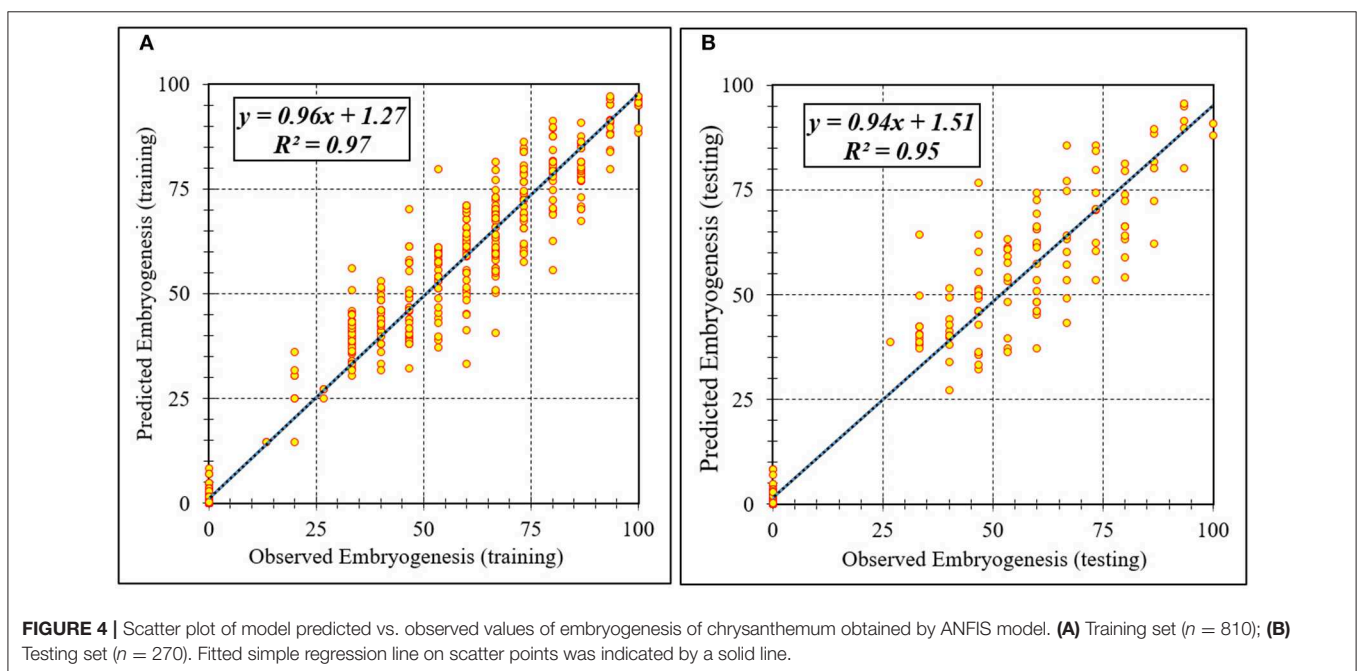 A
y = 0.96x + 1.27
R² = 0.97
Predicted Embryogenesis (training)
100
75
50
25
0
0 25 50 75 100
Observed Embryogenesis (training)
B
y = 0.94x + 1.51
R² = 0.95
Predicted Embryogenesis (testing)
100
75
50
25
0
0 25 50 75 100
Observed Embryogenesis (testing)
FIGURE 4 | Scatter plot of model predicted vs. observed values of embryogenesis of chrysanthemum obtained by ANFIS model. (A) Training set (n = 810); (B)
Testing set (n = 270). Fitted simple regression line on scatter points was indicated by a solid line.